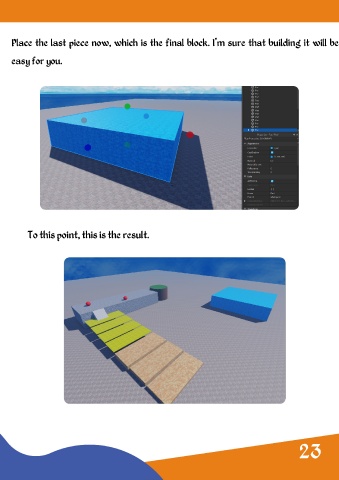 Place the last piece now, which is the final block. I'm sure that building it will be
easy for you.
To this point, this is the result.
23